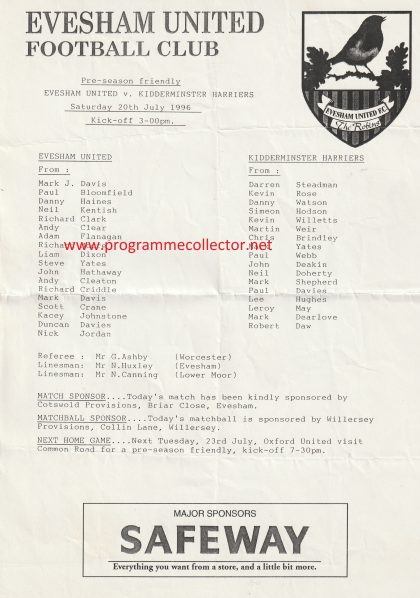 EVESHAM UNITED
FOOTBALL CLUB
EVESHAM UNITED F.C.
The Robins
Pre-season friendly
EVESHAM UNITED v. KIDDERMINSTER HARRIERS
Saturday 20th July 1996
Kick-off 3-00pm.
EVESHAM UNITED
From :
Mark J. Davis
Paul Bloomfield
Danny Haines
Neil Kentish
Richard Clark
Andy Clear
Adam Flanagan
Liam Dixon
Steve Yates
John Hathaway
Andy Cleaton
Richard Criddle
Mark Davis
Scott Crane
Kacey Johnstone
Duncan Davies
Nick Jordan
KIDDERMINSTER HARRIERS
From :
Darren Steadman
Kevin Rose
Danny Watson
Simeon Hodson
Kevin Willetts
Martin Weir
Chris Brindley
Yates
Paul Webb
John Deakin
Neil Doherty
Mark Shepherd
Paul Davies
Lee Hughes
Leroy May
Mark Dearlove
Robert Daw
www.programmecollector.net
Referee : Mr G.Ashby (Worcester)
Linesman: Mr N.Huxley (Evesham)
Linesman: Mr N.Canning (Lower Moor)
MATCH SPONSOR....Today's match has been kindly sponsored by
Cotswold Provisions, Briar Close, Evesham.
MATCHBALL SPONSOR....Today's matchball is sponsored by Willersey
Provisions, Collin Lane, Willersey.
NEXT HOME GAME....Next Tuesday, 23rd July, Oxford United visit
Common Road for a pre-season friendly, kick-off 7-30pm.
MAJOR SPONSORS
SAFEWAY
Everything you want from a store, and a little bit more.